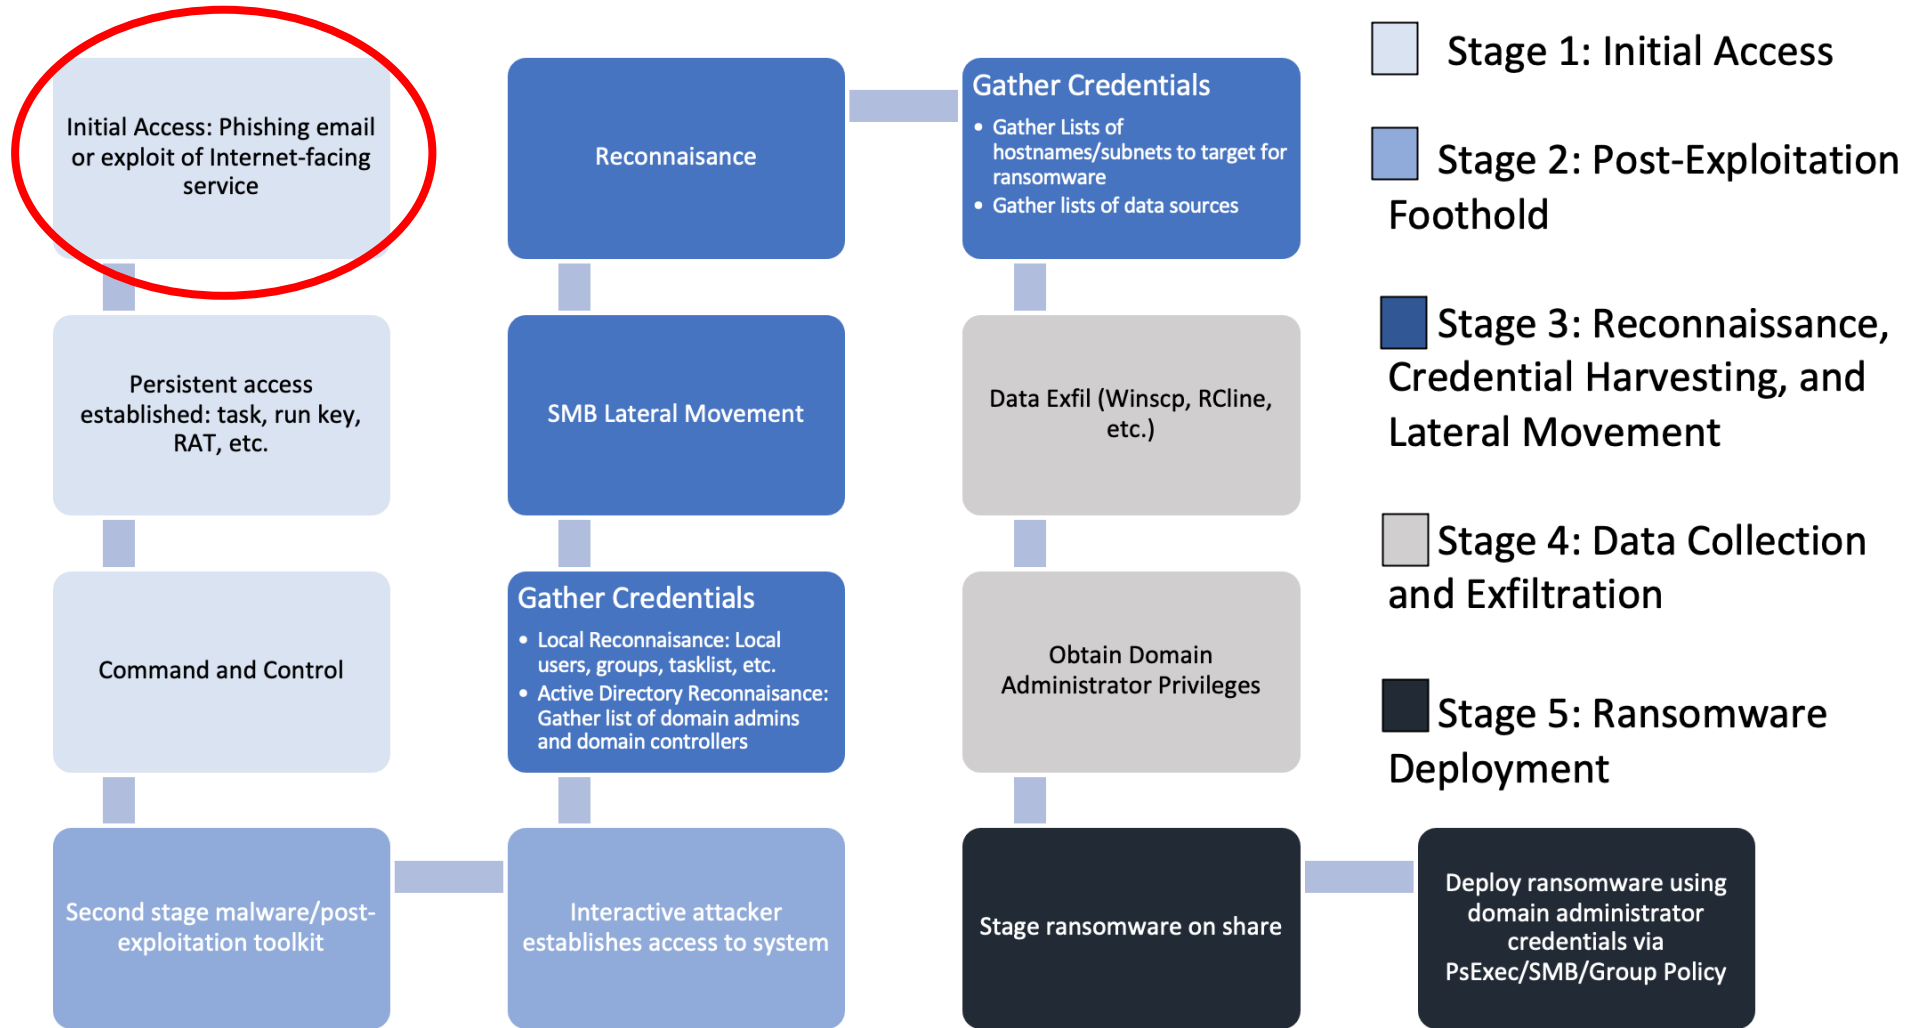 Initial Access: Phishing email
or exploit of Internet-facing
service
Persistent access
established: task, run key,
RAT, etc.
Command and Control
Second stage malware/post-
exploitation toolkit
Interactive attacker
establishes access to system
Gather Credentials
• Local Reconnaisance: Local
users, groups, tasklist, etc.
• Active Directory Reconnaisance:
Gather list of domain admins
and domain controllers
SMB Lateral Movement
Reconnaisance
Gather Credentials
• Gather Lists of
hostnames/subnets to target for
ransomware
• Gather lists of data sources
Data Exfil (Winscp, RCline,
etc.)
Obtain Domain
Administrator Privileges
Stage ransomware on share
Deploy ransomware using
domain administrator
credentials via
PsExec/SMB/Group Policy
Stage 1: Initial Access
Stage 2: Post-Exploitation
Foothold
Stage 3: Reconnaissance,
Credential Harvesting, and
Lateral Movement
Stage 4: Data Collection
and Exfiltration
Stage 5: Ransomware
Deployment